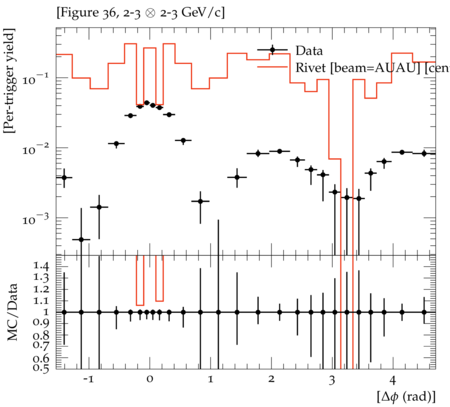 [Figure 36, 2-3 ⊗ 2-3 GeV/c]
[Per-trigger yield]
Data
Rivet [beam=AUAU] [cen
10⁻¹
10⁻²
10⁻³
MC/Data
1.4
1.3
1.2
1.1
1
0.9
0.8
0.7
0.6
0.5
-1 0 1 2 3 4
[Δϕ (rad)]